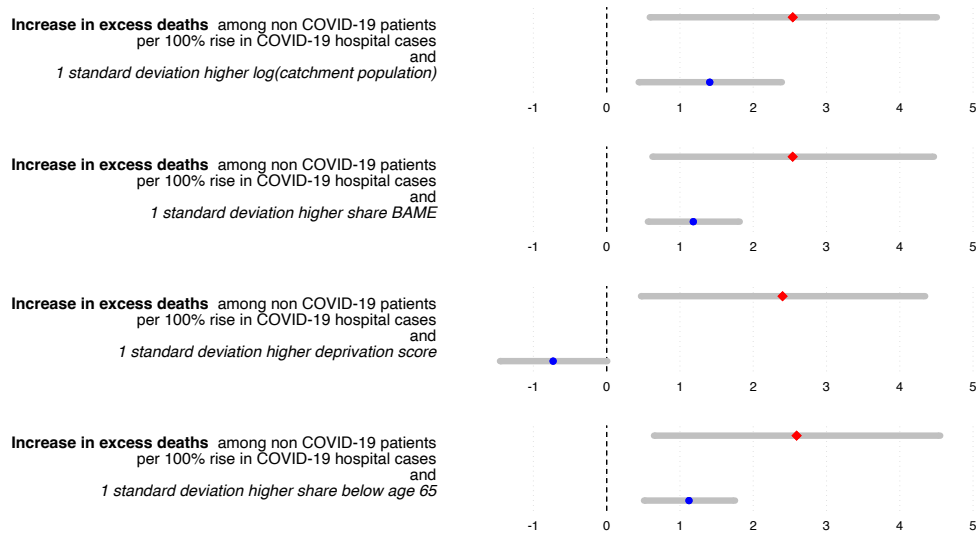 Increase in excess deaths among non COVID-19 patients
per 100% rise in COVID-19 hospital cases
and
1 standard deviation higher log(catchment population)
-1 0 1 2 3 4 5
Increase in excess deaths among non COVID-19 patients
per 100% rise in COVID-19 hospital cases
and
1 standard deviation higher share BAME
-1 0 1 2 3 4 5
Increase in excess deaths among non COVID-19 patients
per 100% rise in COVID-19 hospital cases
and
1 standard deviation higher deprivation score
-1 0 1 2 3 4 5
Increase in excess deaths among non COVID-19 patients
per 100% rise in COVID-19 hospital cases
and
1 standard deviation higher share below age 65
-1 0 1 2 3 4 5